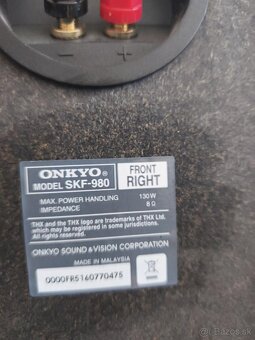 − +
ONKYO®
MODEL SKF-980
FRONT
RIGHT
MAX. POWER HANDLING 130 W
IMPEDANCE 8 Ω
THX and the THX logo are trademarks of THX Ltd.
which may be registered in some jurisdictions.
All rights reserved.
ONKYO SOUND & VISION CORPORATION
MADE IN MALAYSIA
0000FR5160770475
bazos.sk